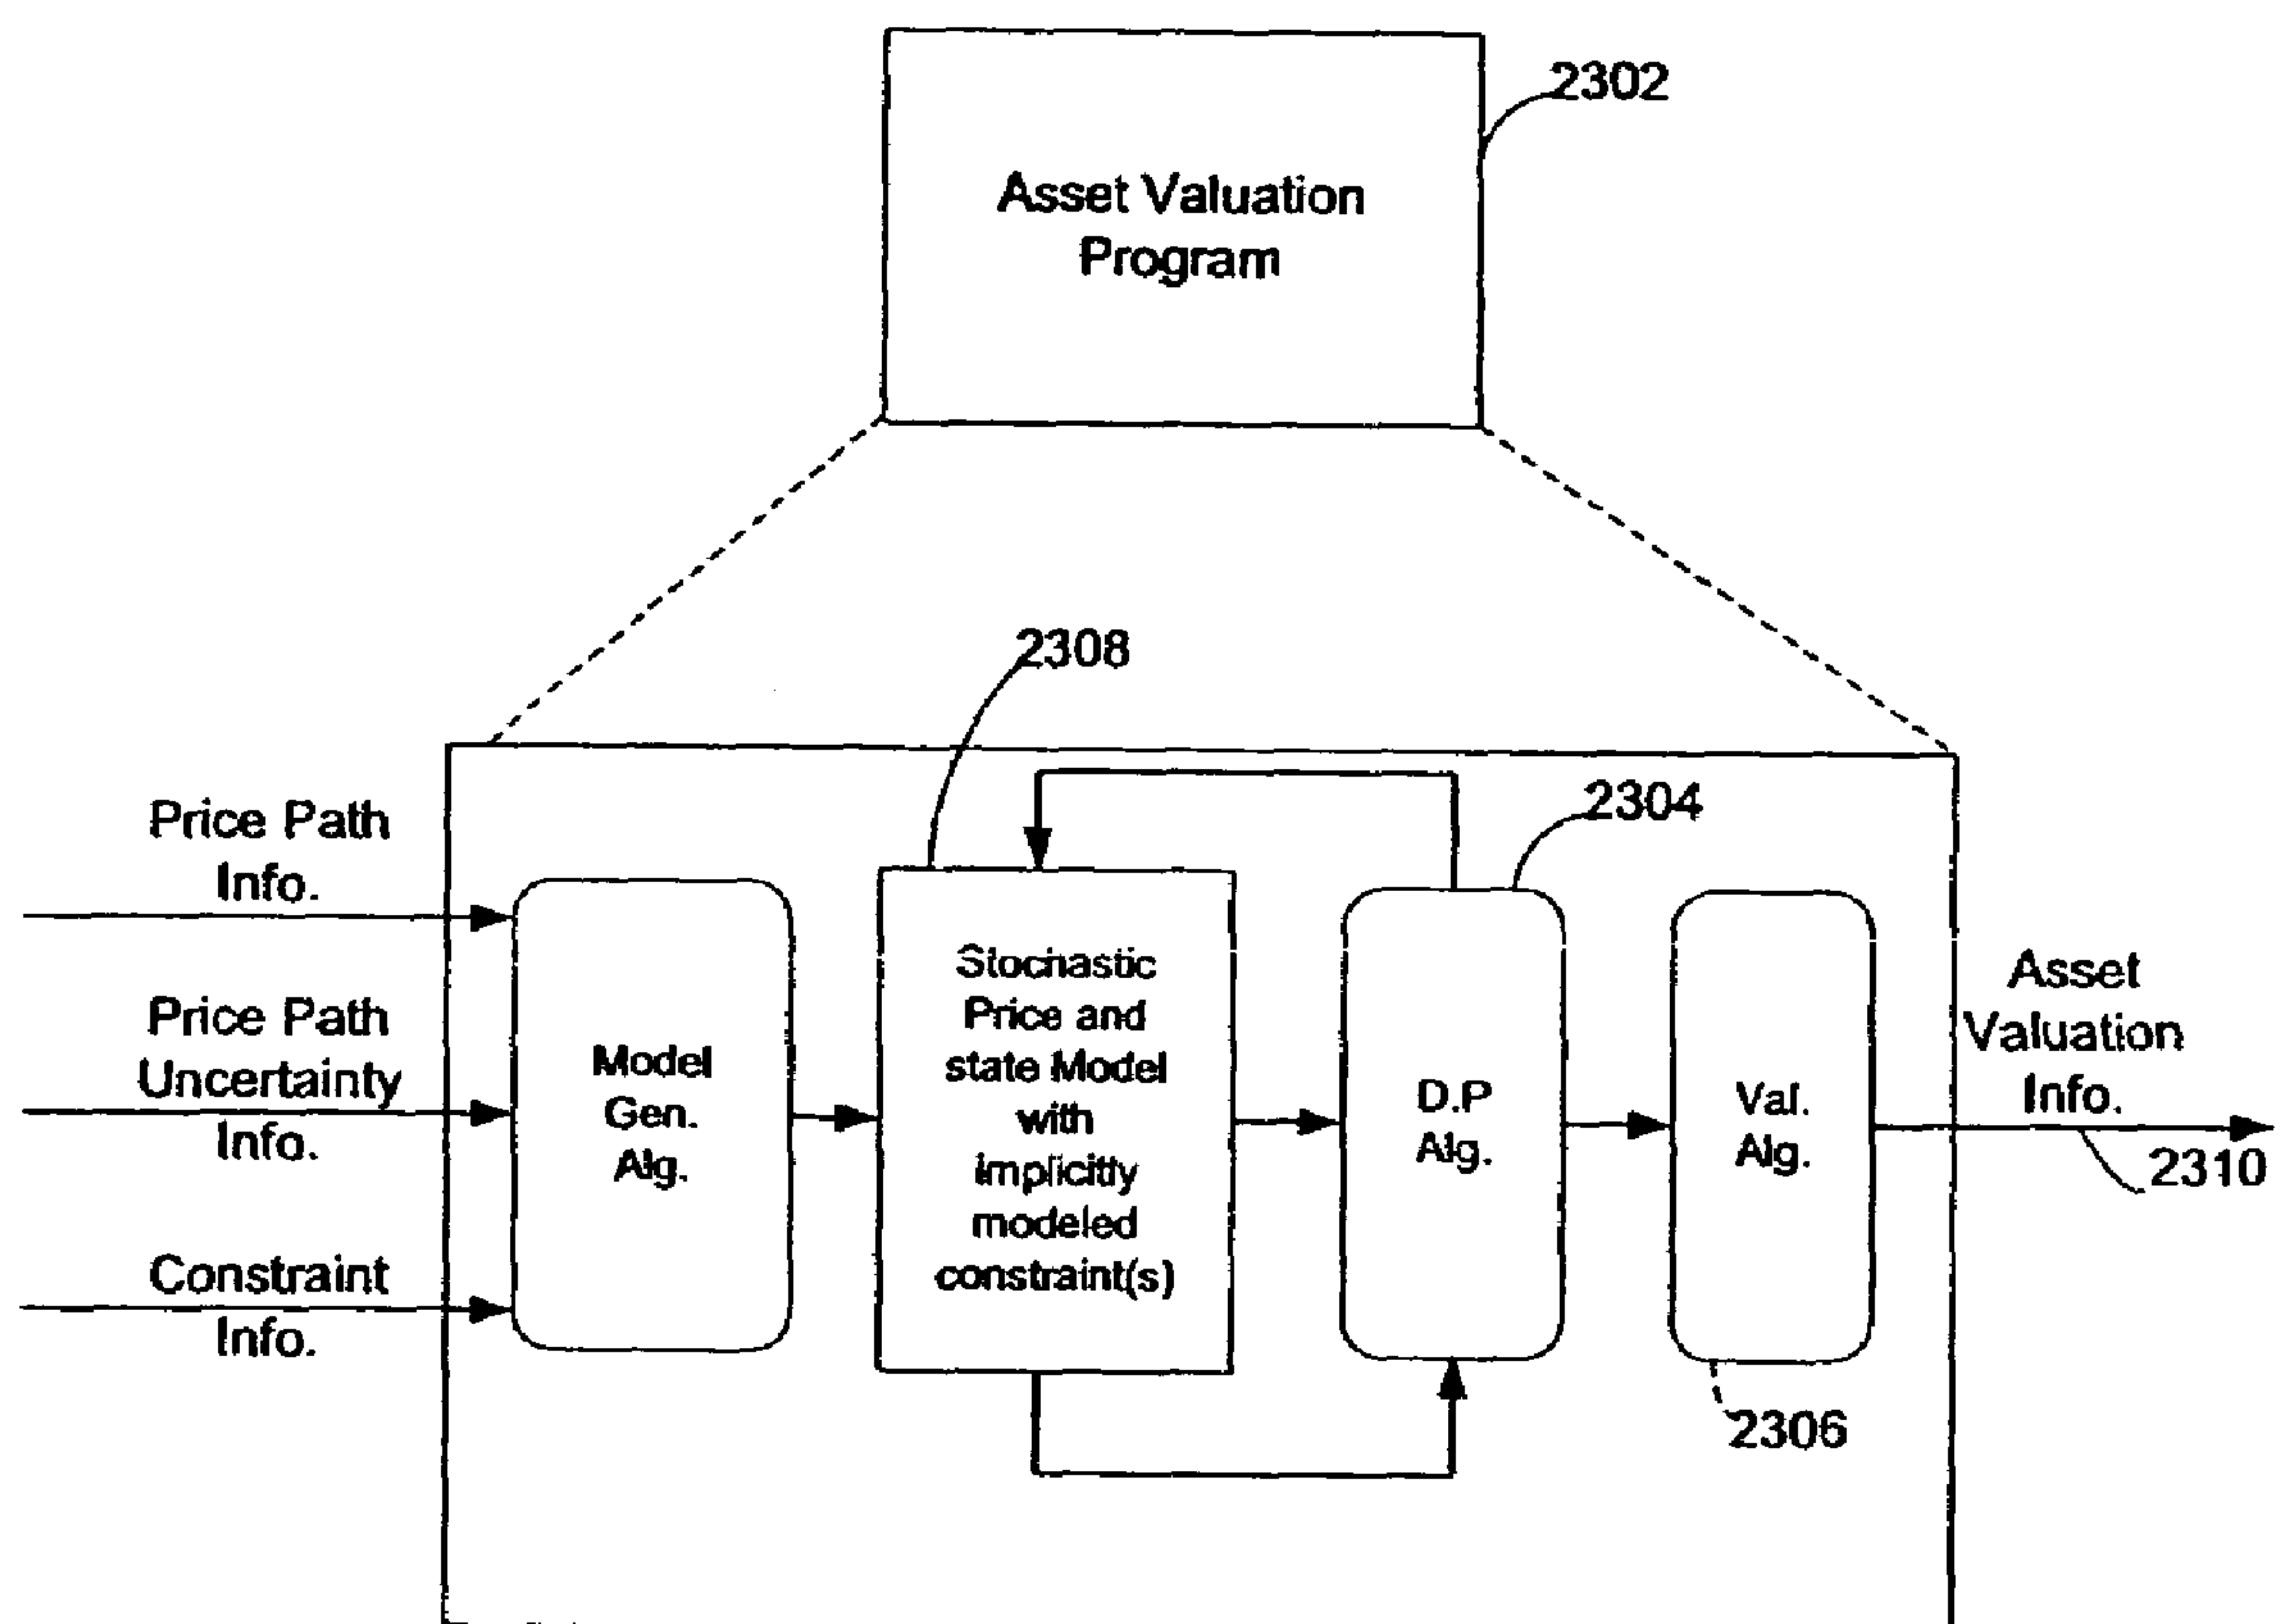 2302
Asset Valuation
Program
2308
2304
Price Path
Info.
Price Path
Uncertainty
Info.
Constraint
Info.
Model
Gen.
Alg.
Stochastic
Price and
state Model
with
implicitly
modeled
constraint(s)
D.P
Alg.
Val.
Alg.
Asset
Valuation
Info.
2310
2306